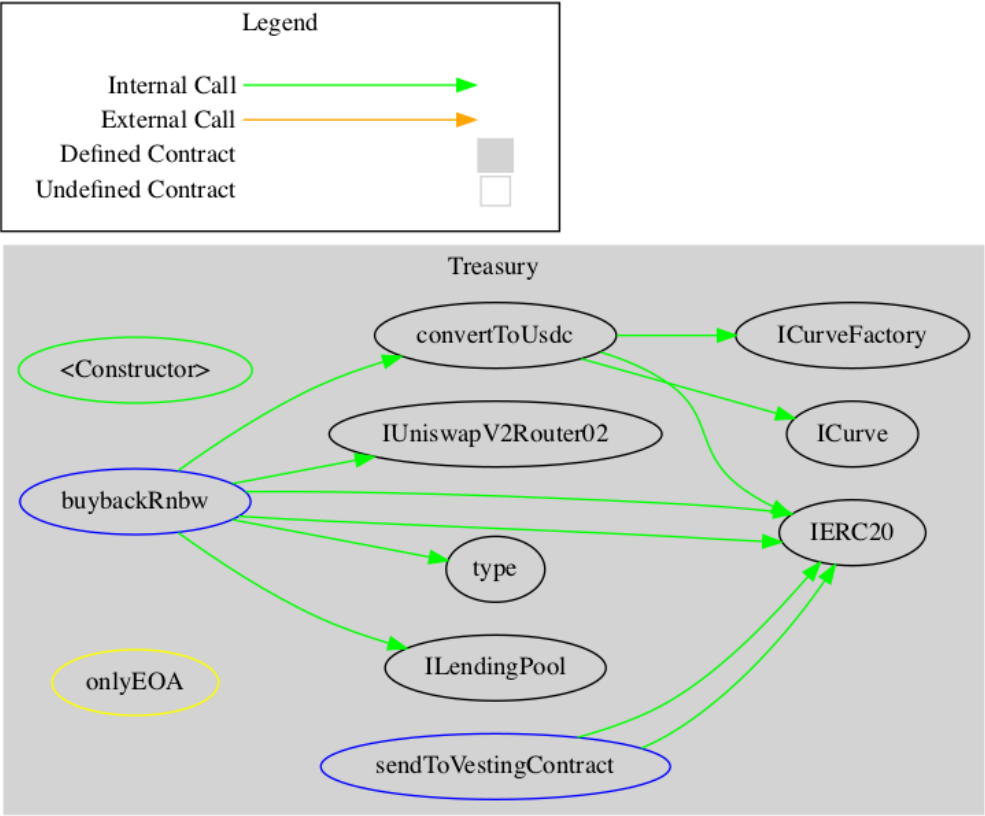 Legend
Internal Call
External Call
Defined Contract
Undefined Contract
Treasury
convertToUsdc
ICurveFactory
<Constructor>
IUniswapV2Router02
ICurve
buybackRnbw
IERC20
type
ILendingPool
onlyEOA
sendToVestingContract